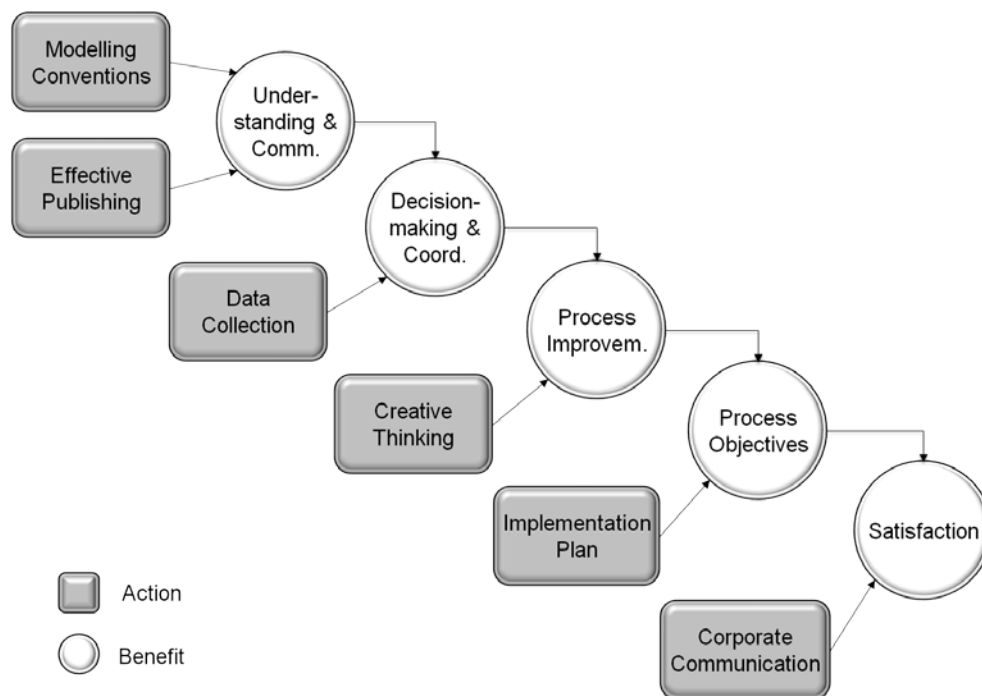 Modelling
Conventions
Under-
standing &
Comm.
Effective
Publishing
Decision-
making &
Coord.
Data
Collection
Process
Improvem.
Creative
Thinking
Process
Objectives
Implementation
Plan
Satisfaction
Action
Corporate
Communication
Benefit